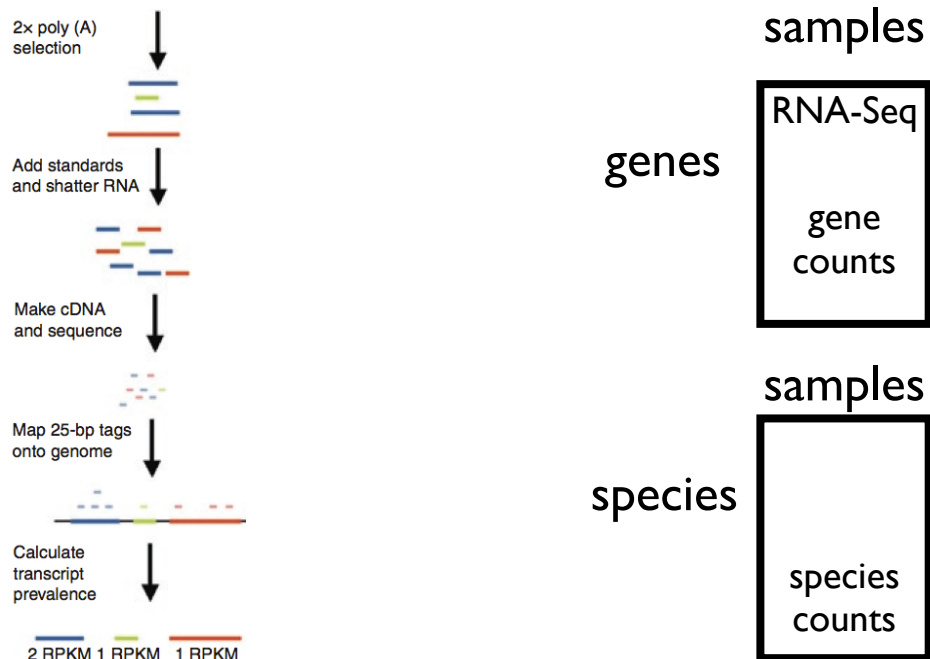 2× poly (A)
selection
Add standards
and shatter RNA
Make cDNA
and sequence
Map 25-bp tags
onto genome
Calculate
transcript
prevalence
2 RPKM 1 RPKM 1 RPKM
samples
RNA-Seq
genes
gene
counts
samples
species
species
counts